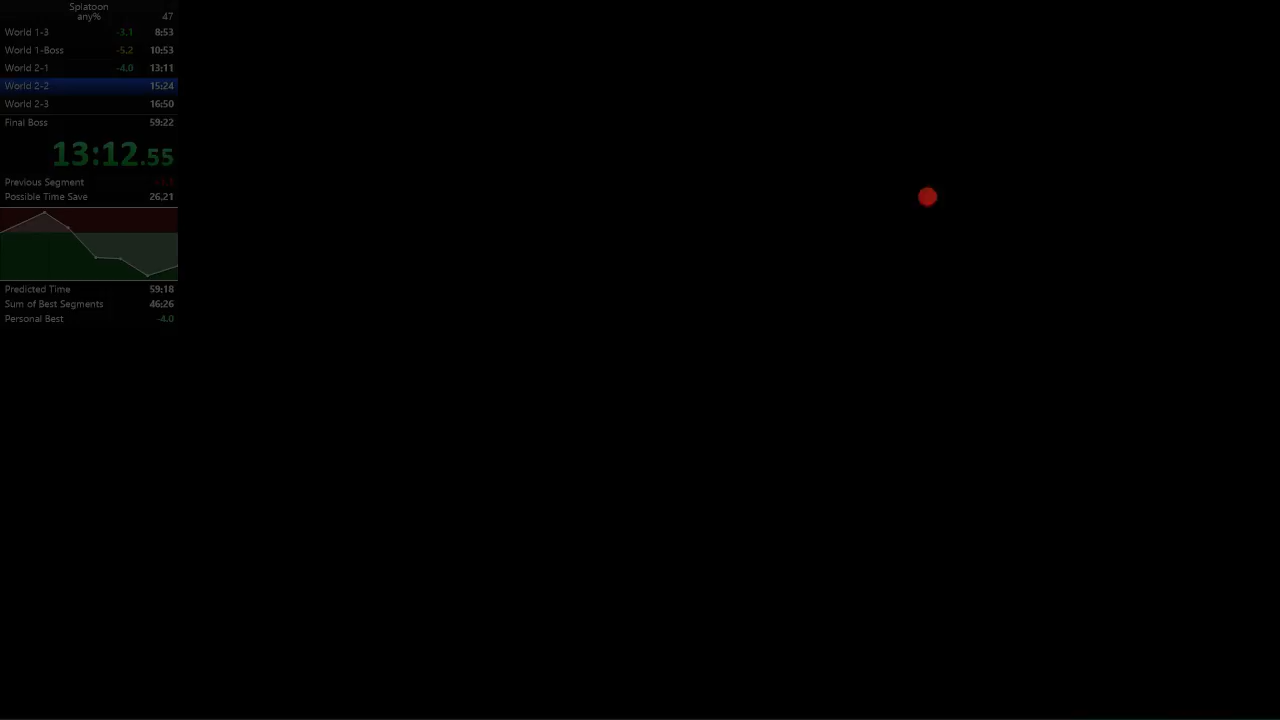 Splatoon
any% 47
World 1-3 -3,1 8:53
World 1-Boss -5,2 10:53
World 2-1 -4,0 13:11
World 2-2 15:24
World 2-3 16:50
Final Boss 59:22
13:12.55
Previous Segment
Possible Time Save 26,21
Predicted Time 59:18
Sum of Best Segments 46:26
Personal Best -4,0